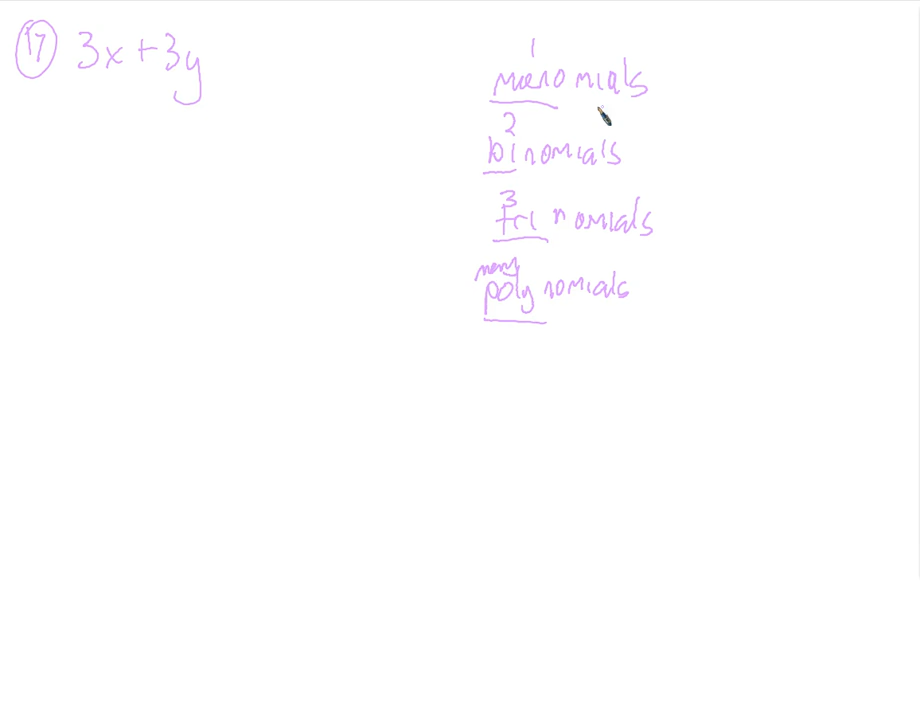 17 3x + 3y
1
monomials
2
binomials
3
trinomials
many
polynomials